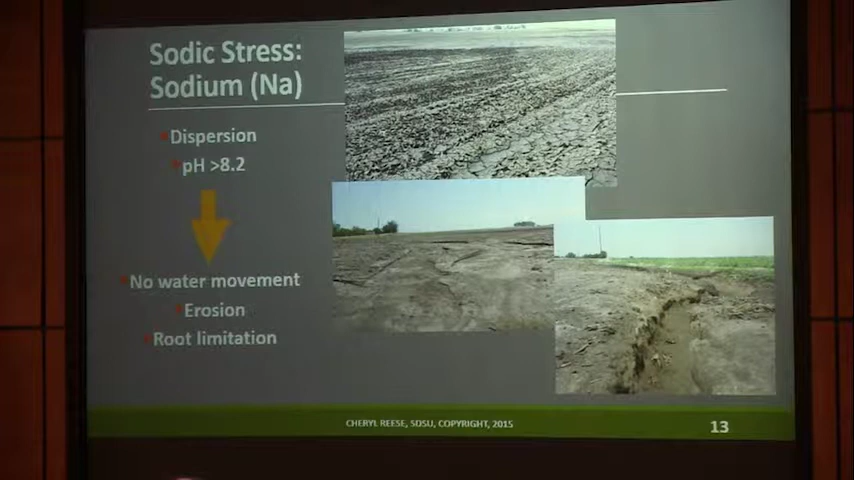 Sodic Stress:
Sodium (Na)
Dispersion
pH >8.2
No water movement
Erosion
Root limitation
CHERYL REESE, SDSU, COPYRIGHT, 2015
13